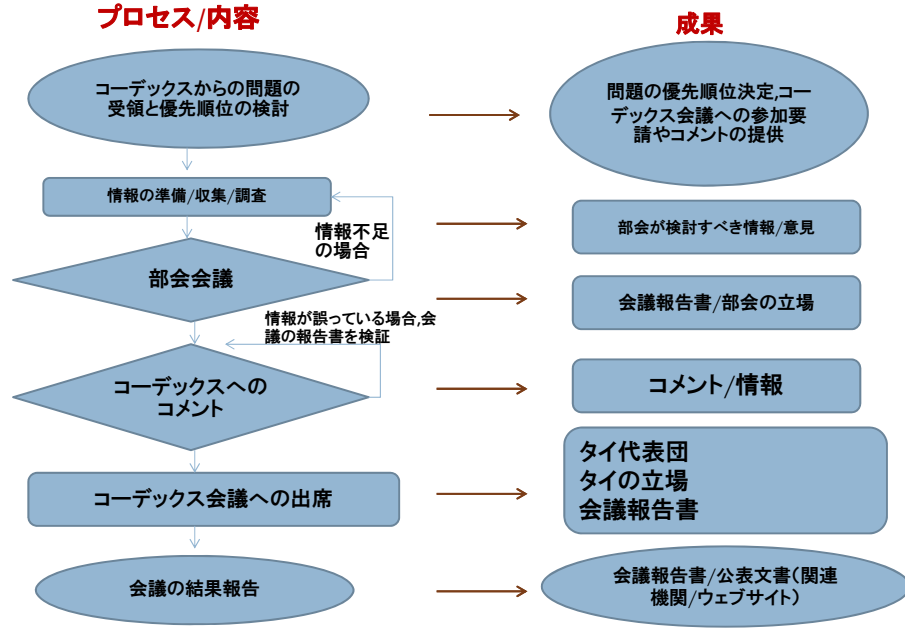 プロセス/内容
成果
コーデックスからの問題の
受領と優先順位の検討
問題の優先順位決定,コー
デックス会議への参加要
請やコメントの提供
情報の準備/収集/調査
情報不足
の場合
部会が検討すべき情報/意見
部会会議
会議報告書/部会の立場
情報が誤っている場合,会
議の報告書を検証
コーデックスへの
コメント
コメント/情報
タイ代表団
タイの立場
会議報告書
コーデックス会議への出席
会議の結果報告
会議報告書/公表文書(関連
機関/ウェブサイト)